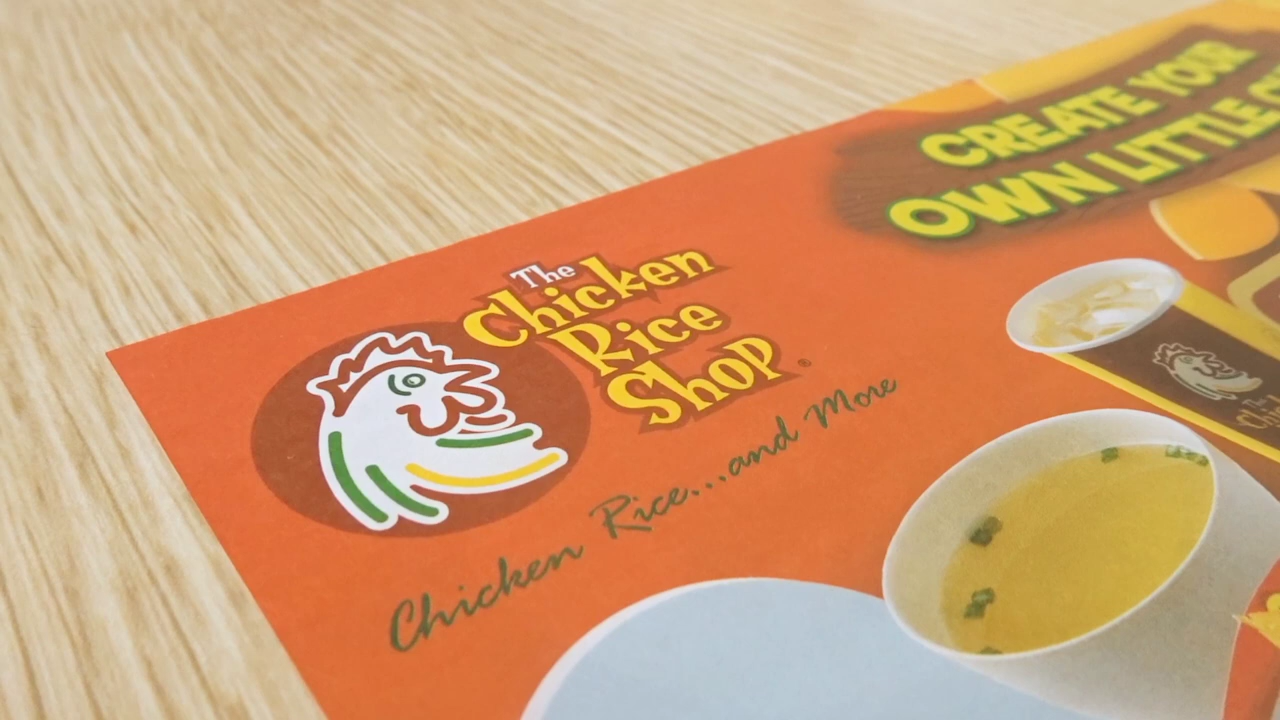 The
Chicken
Rice
Shop
Chicken Rice...and More
CREATE YOUR
OWN LITTLE